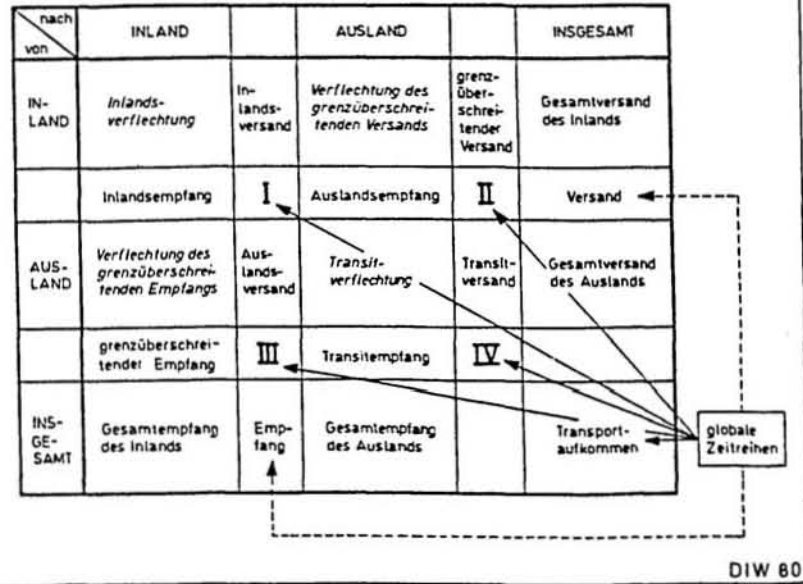 nach
von
INLAND
AUSLAND
INSGESAMT
IN-
LAND
Inlands-
verflechtung
In-
lands-
versand
Verflechtung des
grenzüberschrei-
tenden Versands
grenz-
über-
schrei-
tender
Versand
Gesamtversand
des Inlands
Inlandsempfang
I
Auslandsempfang
II
Versand
AUS-
LAND
Verflechtung des
grenzüberschrei-
tenden Empfangs
Aus-
lands-
versand
Transit-
verflechtung
Transit-
versand
Gesamtversand
des Auslands
grenzüberschrei-
tender Empfang
III
Transitempfang
IV
INS-
GE-
SAMT
Gesamtempfang
des Inlands
Emp-
fang
Gesamtempfang
des Auslands
Transport-
aufkommen
globale
Zeitreihen
DIW 80